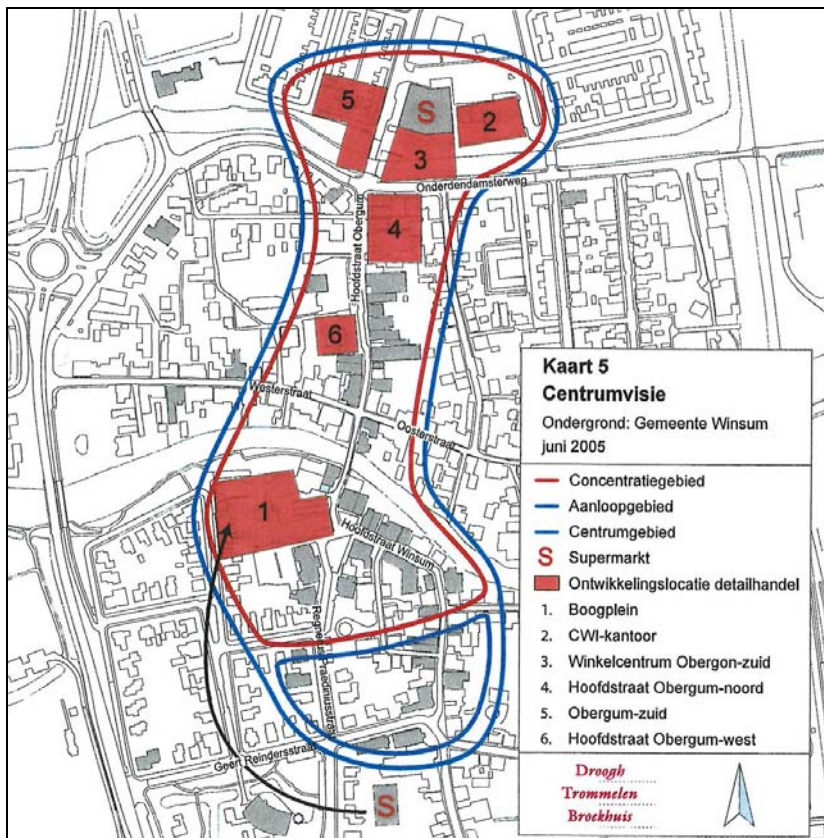 5
S
2
3
Onderdendamsterweg
4
Hoofdstraat Obergum
6
Westerstraat
Oosterstraat
1
Hoofdstraat Winsum
Regnerus Praediniusstraat
Geert Reindersstraat
S
Kaart 5
Centrumvisie
Ondergrond: Gemeente Winsum
juni 2005
Concentratiegebied
Aanloopgebied
Centrumgebied
S Supermarkt
Ontwikkelingslocatie detailhandel
1. Boogplein
2. CWI-kantoor
3. Winkelcentrum Obergon-zuid
4. Hoofdstraat Obergum-noord
5. Obergum-zuid
6. Hoofdstraat Obergum-west
Droogh
Trommelen
Broekhuis